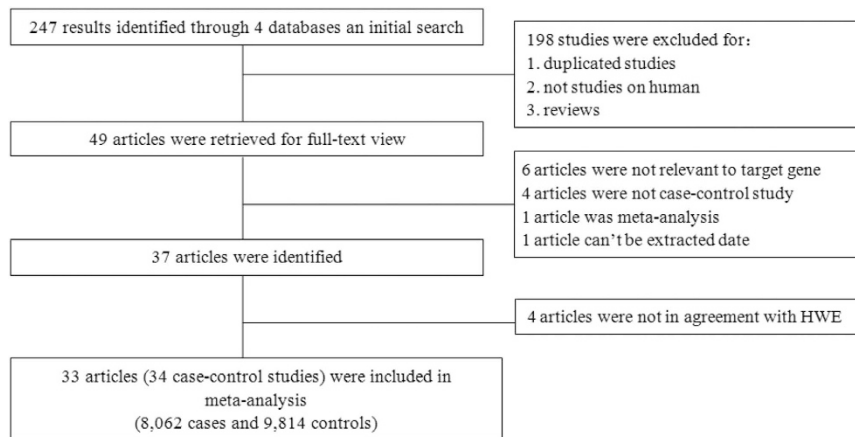 247 results identified through 4 databases an initial search
198 studies were excluded for:
1. duplicated studies
2. not studies on human
3. reviews
49 articles were retrieved for full-text view
6 articles were not relevant to target gene
4 articles were not case-control study
1 article was meta-analysis
1 article can't be extracted date
37 articles were identified
4 articles were not in agreement with HWE
33 articles (34 case-control studies) were included in
meta-analysis
(8,062 cases and 9,814 controls)